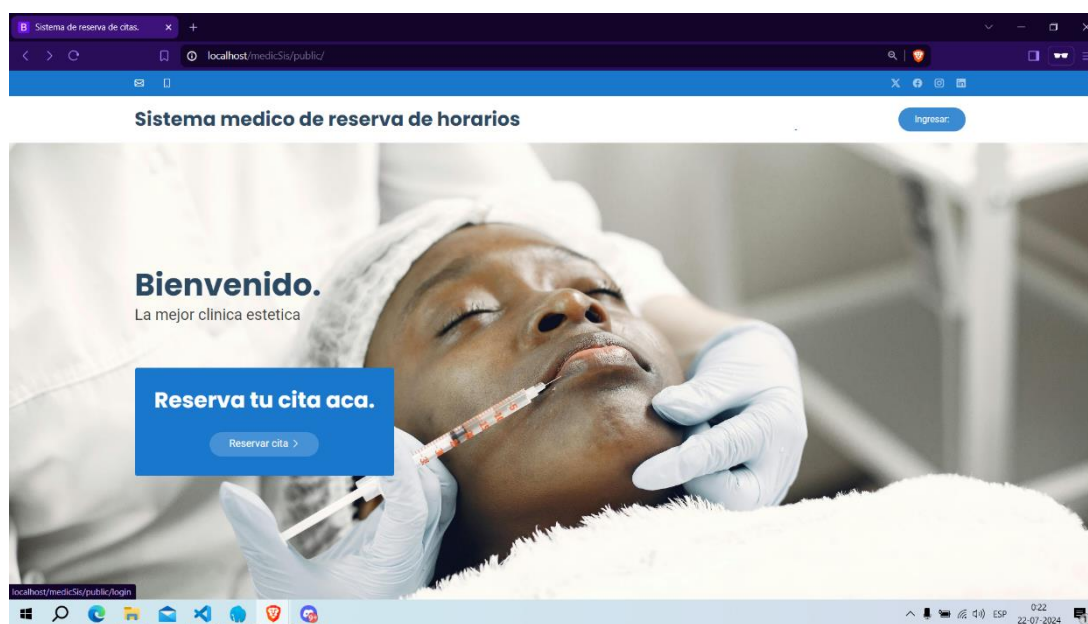 Sistema de reserva de citas.
localhost/medicSis/public/
Sistema medico de reserva de horarios
Ingresar:
Bienvenido.
La mejor clinica estetica
Reserva tu cita aca.
Reservar cita >
localhost/medicSis/public/login
ESP
0:22
22-07-2024